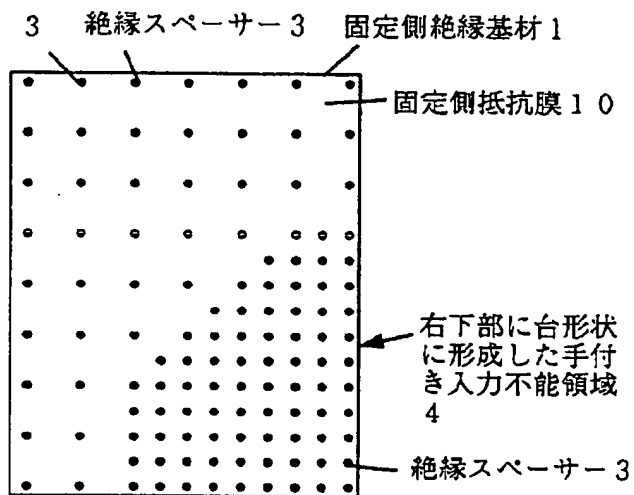 3
絶縁スペーサー3
固定側絶縁基材1
固定側抵抗膜10
右下部に台形状
に形成した手付
き入力不能領域
4
絶縁スペーサー3